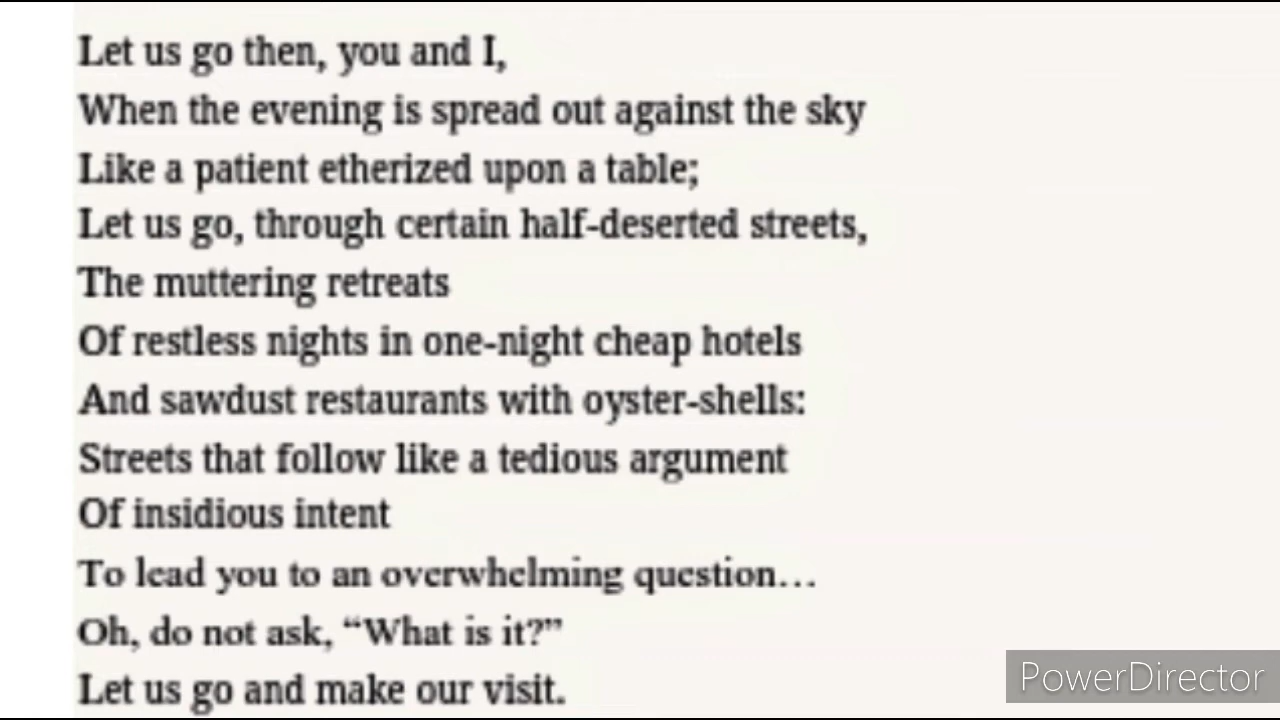 Let us go then, you and I,
When the evening is spread out against the sky
Like a patient etherized upon a table;
Let us go, through certain half-deserted streets,
The muttering retreats
Of restless nights in one-night cheap hotels
And sawdust restaurants with oyster-shells:
Streets that follow like a tedious argument
Of insidious intent
To lead you to an overwhelming question…
Oh, do not ask, “What is it?”
Let us go and make our visit.
PowerDirector